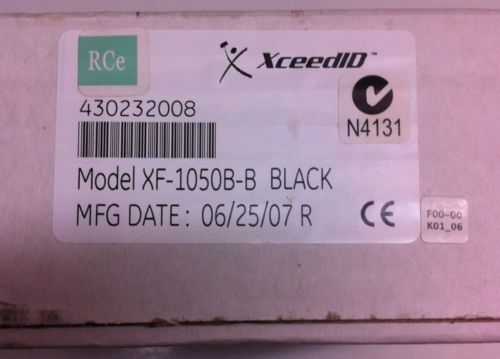 RCe
XceedID™
430232008
N4131
Model XF-1050B-B BLACK
MFG DATE: 06/25/07 R
CE
F00-00
K01_06